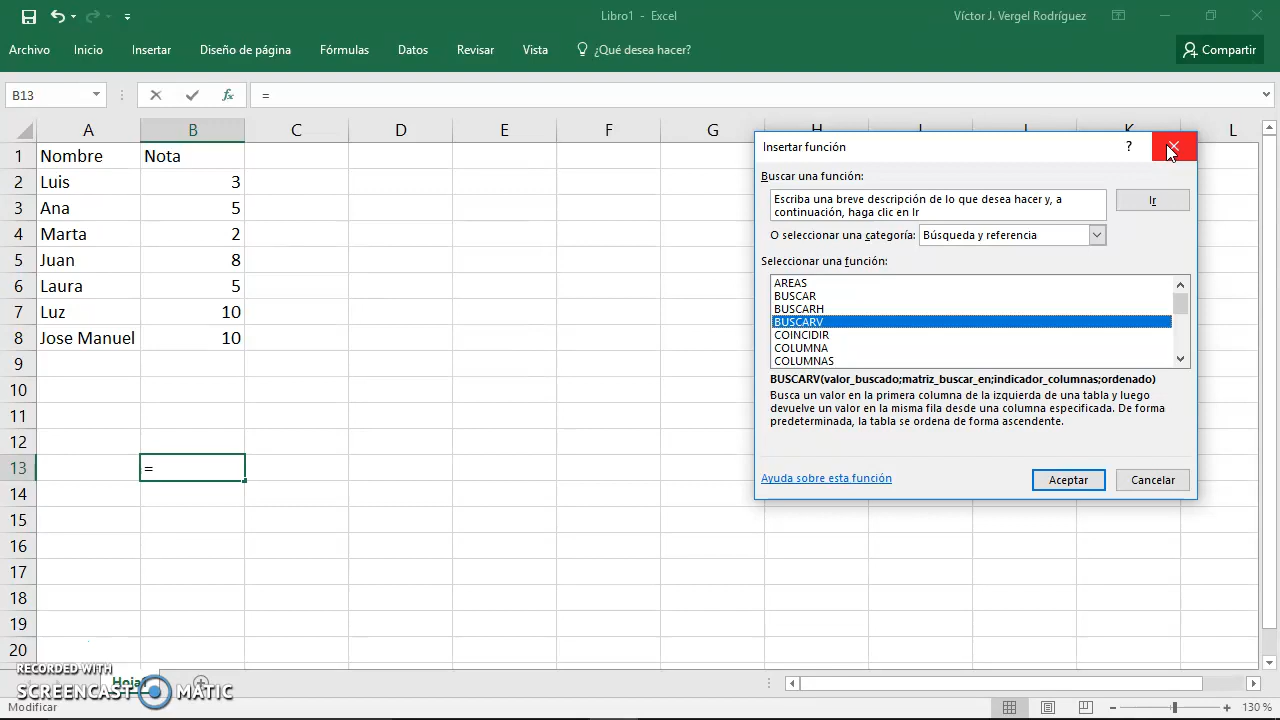 Libro1 - Excel
Víctor J. Vergel Rodríguez
Archivo Inicio Insertar Diseño de página Fórmulas Datos Revisar Vista ¿Qué desea hacer? Compartir
B13 fx =
A B C D E F G H I J K L
1 Nombre Nota
2 Luis 3
3 Ana 5
4 Marta 2
5 Juan 8
6 Laura 5
7 Luz 10
8 Jose Manuel 10
9
10
11
12
13 =
14
15
16
17
18
19
20
Insertar función ?
Buscar una función:
Escriba una breve descripción de lo que desea hacer y, a
continuación, haga clic en Ir
Ir
O seleccionar una categoría: Búsqueda y referencia
Seleccionar una función:
AREAS
BUSCAR
BUSCARH
BUSCARV
COINCIDIR
COLUMNA
COLUMNAS
BUSCARV(valor_buscado;matriz_buscar_en;indicador_columnas;ordenado)
Busca un valor en la primera columna de la izquierda de una tabla y luego
devuelve un valor en la misma fila desde una columna especificada. De forma
predeterminada, la tabla se ordena de forma ascendente.
Ayuda sobre esta función Aceptar Cancelar
RECORDED WITH
SCREENCAST MATIC
Modificar
130 %